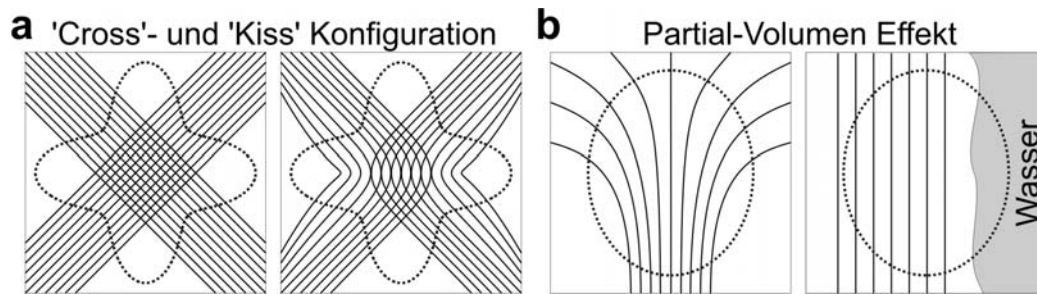 a 'Cross'- und 'Kiss' Konfiguration
b Partial-Volumen Effekt
Wasser